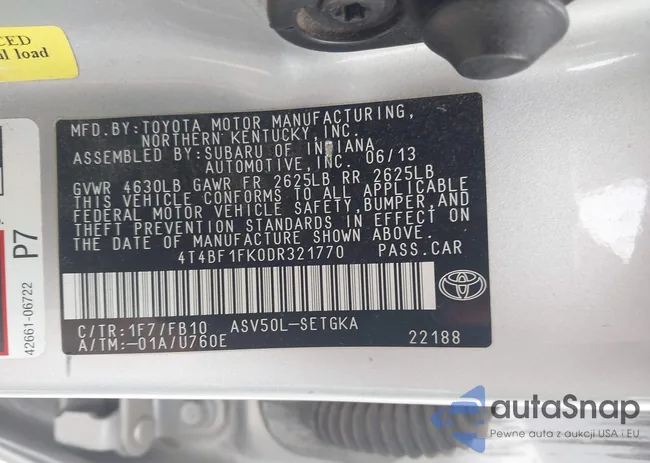 CED
al load
MFD.BY:TOYOTA MOTOR MANUFACTURING,
NORTHERN KENTUCKY,INC.
ASSEMBLED BY:SUBARU OF INDIANA
AUTOMOTIVE,INC. 06/13
GVWR 4630LB GAWR FR 2625LB RR 2625LB
THIS VEHICLE CONFORMS TO ALL APPLICABLE
FEDERAL MOTOR VEHICLE SAFETY,BUMPER,AND
THEFT PREVENTION STANDARDS IN EFFECT ON
THE DATE OF MANUFACTURE SHOWN ABOVE.
4T4BF1FK0DR321770 PASS.CAR
C/TR:1F7/FB10 ASV50L-SETGKA
A/TM:-01A/U760E 22188
P7
42661-06722
autaSnap
Pewne auta z aukcji USA i EU